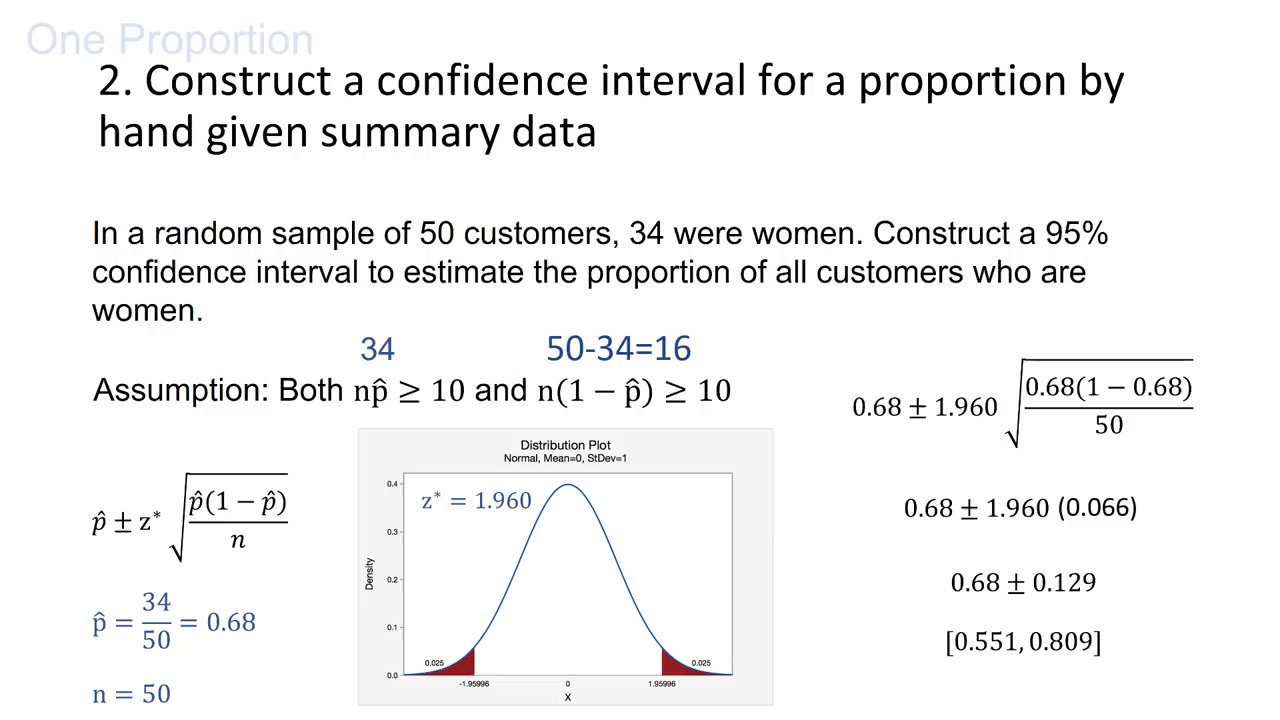 One Proportion
2. Construct a confidence interval for a proportion by
hand given summary data
In a random sample of 50 customers, 34 were women. Construct a 95%
confidence interval to estimate the proportion of all customers who are
women.
34 50-34=16
Assumption: Both np̂ ≥ 10 and n(1 − p̂) ≥ 10
p̂ ± z* √(p̂(1 − p̂)/n)
p̂ = 34/50 = 0.68
n = 50
Distribution Plot
Normal, Mean=0, StDev=1
z* = 1.960
Density
0.4
0.3
0.2
0.1
0.0
0.025 0.025
-1.95996 0 1.95996
X
0.68 ± 1.960 √(0.68(1 − 0.68)/50)
0.68 ± 1.960 (0.066)
0.68 ± 0.129
[0.551, 0.809]